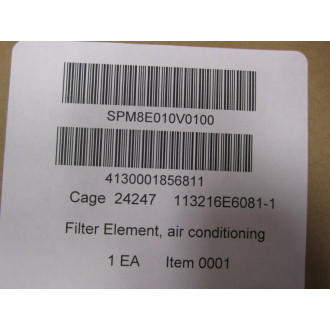 SPM8E010V0100
4130001856811
Cage 24247 113216E6081-1
Filter Element, air conditioning
1 EA Item 0001